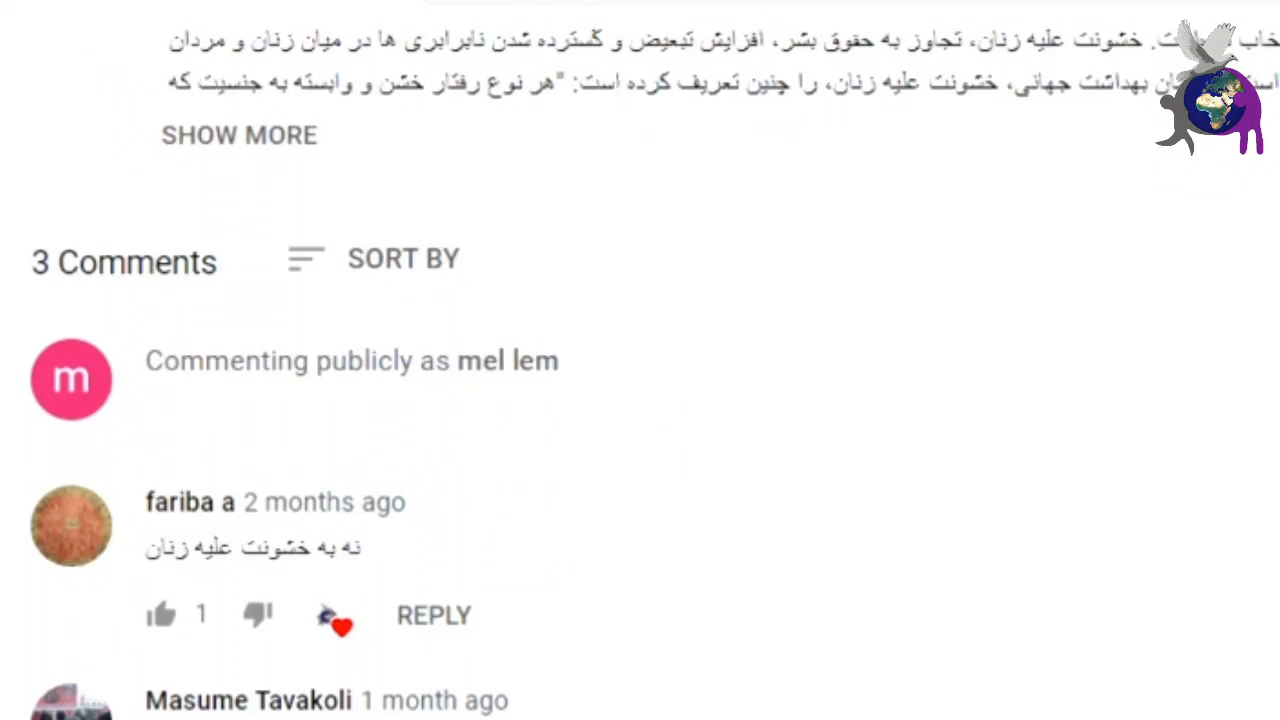 خشونت علیه زنان، تجاوز به حقوق بشر، افزایش تبعیض و گسترده شدن نابرابری ها در میان زنان و مردان
بهداشت جهانی، خشونت علیه زنان، را چنین تعریف کرده است: "هر نوع رفتار خشن و وابسته به جنسیت که
SHOW MORE
3 Comments SORT BY
m Commenting publicly as mel lem
fariba a 2 months ago
نه به خشونت علیه زنان
1 REPLY
Masume Tavakoli 1 month ago